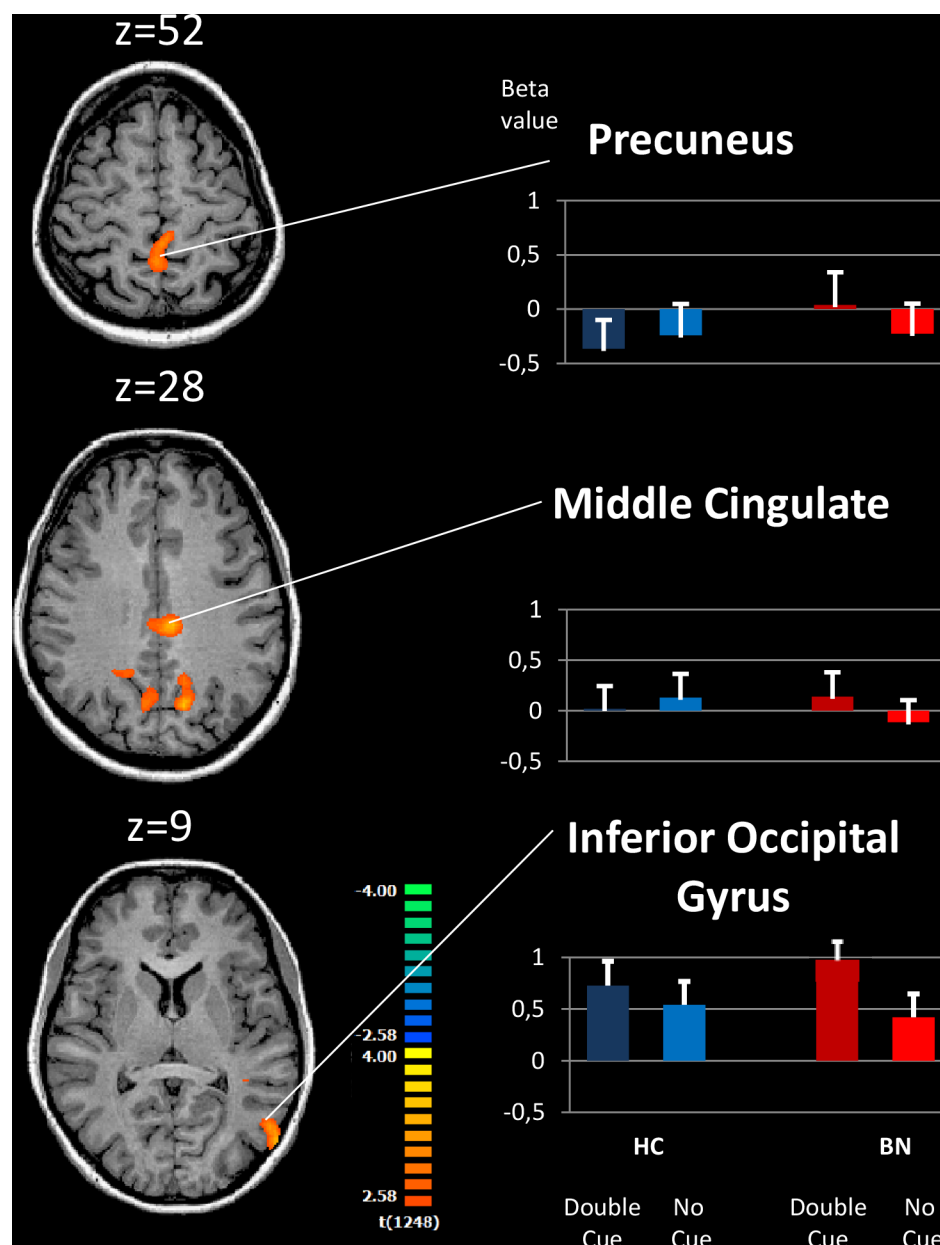 z=52
Beta
value
Precuneus
1
0,5
0
-0,5
z=28
Middle Cingulate
1
0,5
0
-0,5
z=9
Inferior Occipital
Gyrus
-4.00
-2.58
4.00
2.58
t(1248)
1
0,5
0
-0,5
HC BN
Double No Double No
Cue Cue Cue Cue